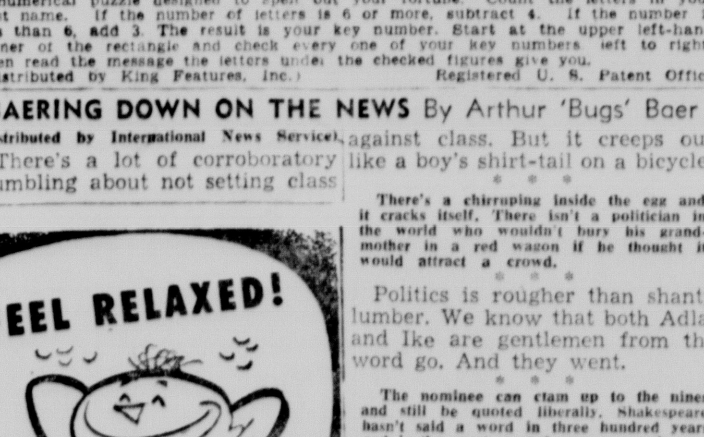 numerical puzzle designed to spell out your fortune. Count the letters in you
st name. If the number of letters is 6 or more, subtract 4. If the number i
s than 6, add 3. The result is your key number. Start at the upper left-han
ner of the rectangle and check every one of your key numbers left to right
en read the message the letters under the checked figures give you.
stributed by King Features, Inc.)
Registered U. S. Patent Offic
BAERING DOWN ON THE NEWS By Arthur 'Bugs' Baer
stributed by International News Service).
There's a lot of corroboratory
umbling about not setting class
against class. But it creeps ou
like a boy's shirt-tail on a bicycle
* * *
There's a chirruping inside the egg and
it cracks itself. There isn't a politician in
the world who wouldn't bury his grand-
mother in a red wagon if he thought it
would attract a crowd.
* * *
Politics is rougher than shant
lumber. We know that both Adla
and Ike are gentlemen from th
word go. And they went.
* * *
The nominee can clam up to the nine
and still be quoted liberally. Shakespeare
hasn't said a word in three hundred year
EEL RELAXED!